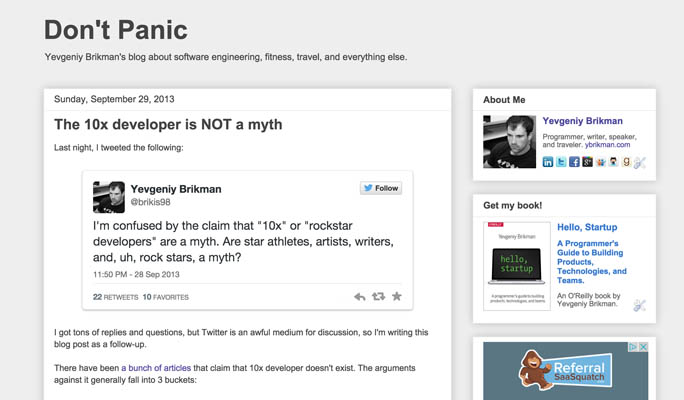 Don't Panic
Yevgeniy Brikman's blog about software engineering, fitness, travel, and everything else.
Sunday, September 29, 2013
The 10x developer is NOT a myth
Last night, I tweeted the following:
Yevgeniy Brikman
@brikis98
Follow
I'm confused by the claim that "10x" or "rockstar
developers" are a myth. Are star athletes, artists, writers,
and, uh, rock stars, a myth?
11:50 PM - 28 Sep 2013
22 RETWEETS 10 FAVORITES
I got tons of replies and questions, but Twitter is an awful medium for discussion, so I'm writing this
blog post as a follow-up.
There have been a bunch of articles that claim that 10x developer doesn't exist. The arguments
against it generally fall into 3 buckets:
About Me
Yevgeniy Brikman
Programmer, writer, speaker,
and traveler. ybrikman.com
Get my book!
O'REILLY
Yevgeniy Brikman
hello,
startup
A programmer's guide to building
products, technologies, and teams
Hello, Startup
A Programmer's
Guide to Building
Products,
Technologies, and
Teams.
An O'Reilly book by
Yevgeniy Brikman.
Referral
SaaSquatch